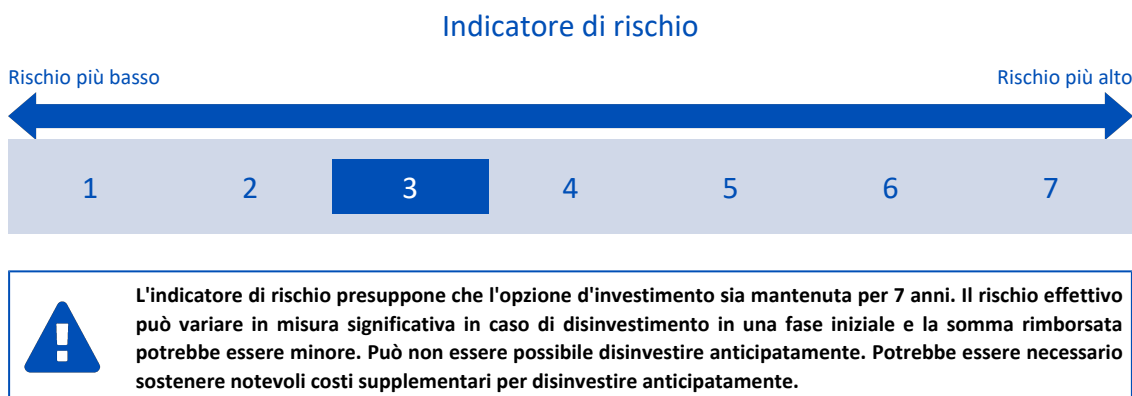 Indicatore di rischio
Rischio più basso
Rischio più alto
1 2 3 4 5 6 7
L'indicatore di rischio presuppone che l'opzione d'investimento sia mantenuta per 7 anni. Il rischio effettivo
può variare in misura significativa in caso di disinvestimento in una fase iniziale e la somma rimborsata
potrebbe essere minore. Può non essere possibile disinvestire anticipatamente. Potrebbe essere necessario
sostenere notevoli costi supplementari per disinvestire anticipatamente.